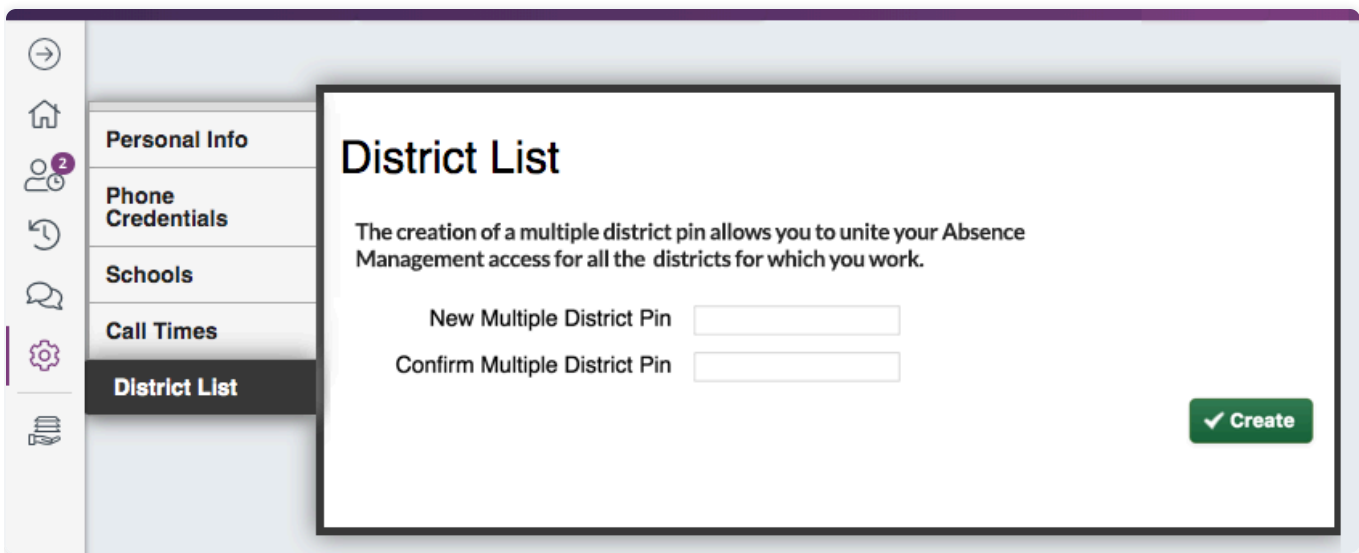 2
Personal Info
Phone
Credentials
Schools
Call Times
District List
District List
The creation of a multiple district pin allows you to unite your Absence
Management access for all the districts for which you work.
New Multiple District Pin
Confirm Multiple District Pin
Create